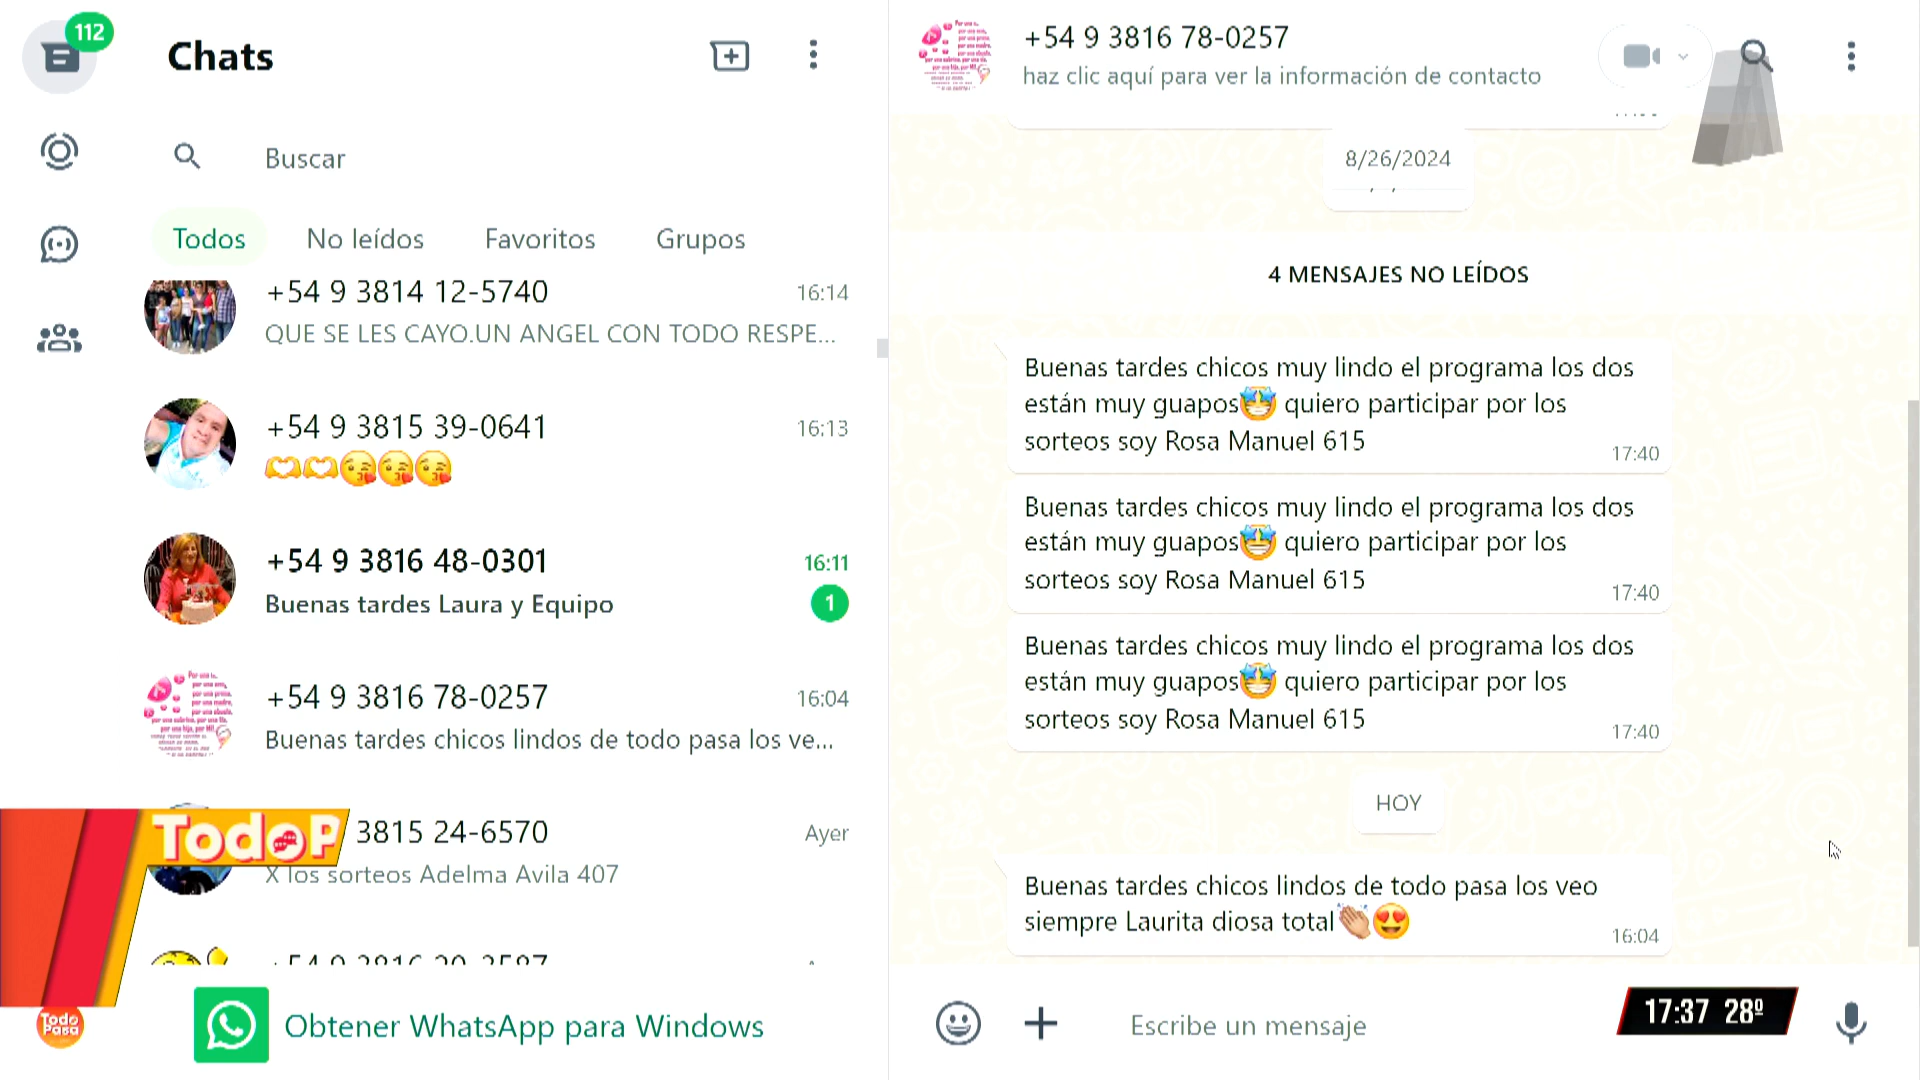 112
Chats
Buscar
Todos
No leídos
Favoritos
Grupos
+54 9 3814 12-5740
16:14
QUE SE LES CAYO.UN ANGEL CON TODO RESPE...
+54 9 3815 39-0641
16:13
+54 9 3816 48-0301
16:11
Buenas tardes Laura y Equipo
1
+54 9 3816 78-0257
16:04
Buenas tardes chicos lindos de todo pasa los ve...
TodoP
3815 24-6570
Ayer
X los sorteos Adelma Avila 407
Todo
Pasa
Obtener WhatsApp para Windows
+54 9 3816 78-0257
haz clic aquí para ver la información de contacto
8/26/2024
4 MENSAJES NO LEÍDOS
Buenas tardes chicos muy lindo el programa los dos
están muy guapos🤩 quiero participar por los
sorteos soy Rosa Manuel 615
17:40
Buenas tardes chicos muy lindo el programa los dos
están muy guapos🤩 quiero participar por los
sorteos soy Rosa Manuel 615
17:40
Buenas tardes chicos muy lindo el programa los dos
están muy guapos🤩 quiero participar por los
sorteos soy Rosa Manuel 615
17:40
HOY
Buenas tardes chicos lindos de todo pasa los veo
siempre Laurita diosa total👏🏼😍
16:04
Escribe un mensaje
17:37 28º